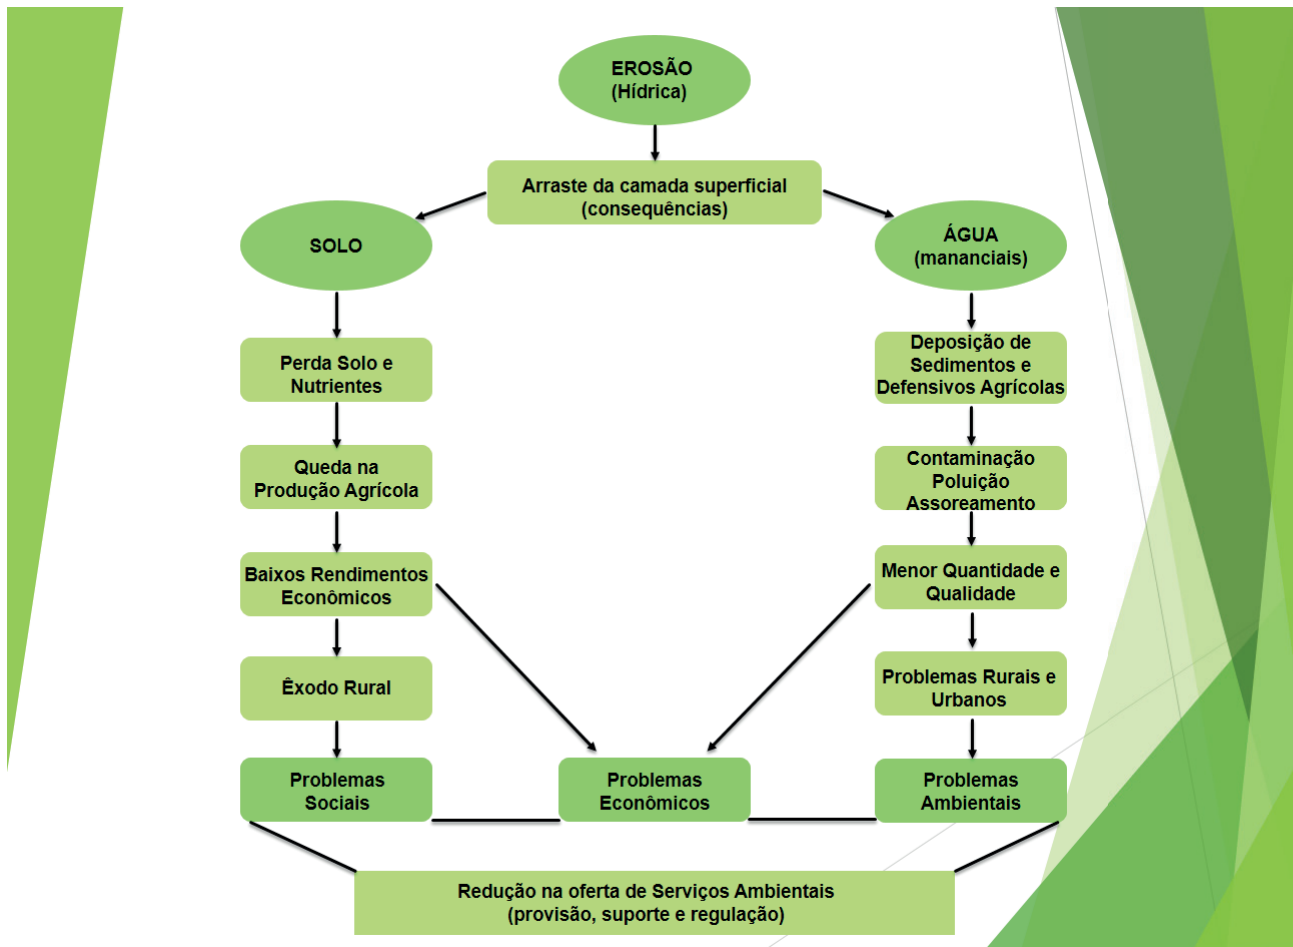 EROSÃO
(Hídrica)
Arraste da camada superficial
(consequências)
SOLO
ÁGUA
(mananciais)
Perda Solo e
Nutrientes
Deposição de
Sedimentos e
Defensivos Agrícolas
Queda na
Produção Agrícola
Contaminação
Poluição
Assoreamento
Baixos Rendimentos
Econômicos
Menor Quantidade e
Qualidade
Êxodo Rural
Problemas Rurais e
Urbanos
Problemas
Sociais
Problemas
Econômicos
Problemas
Ambientais
Redução na oferta de Serviços Ambientais
(provisão, suporte e regulação)